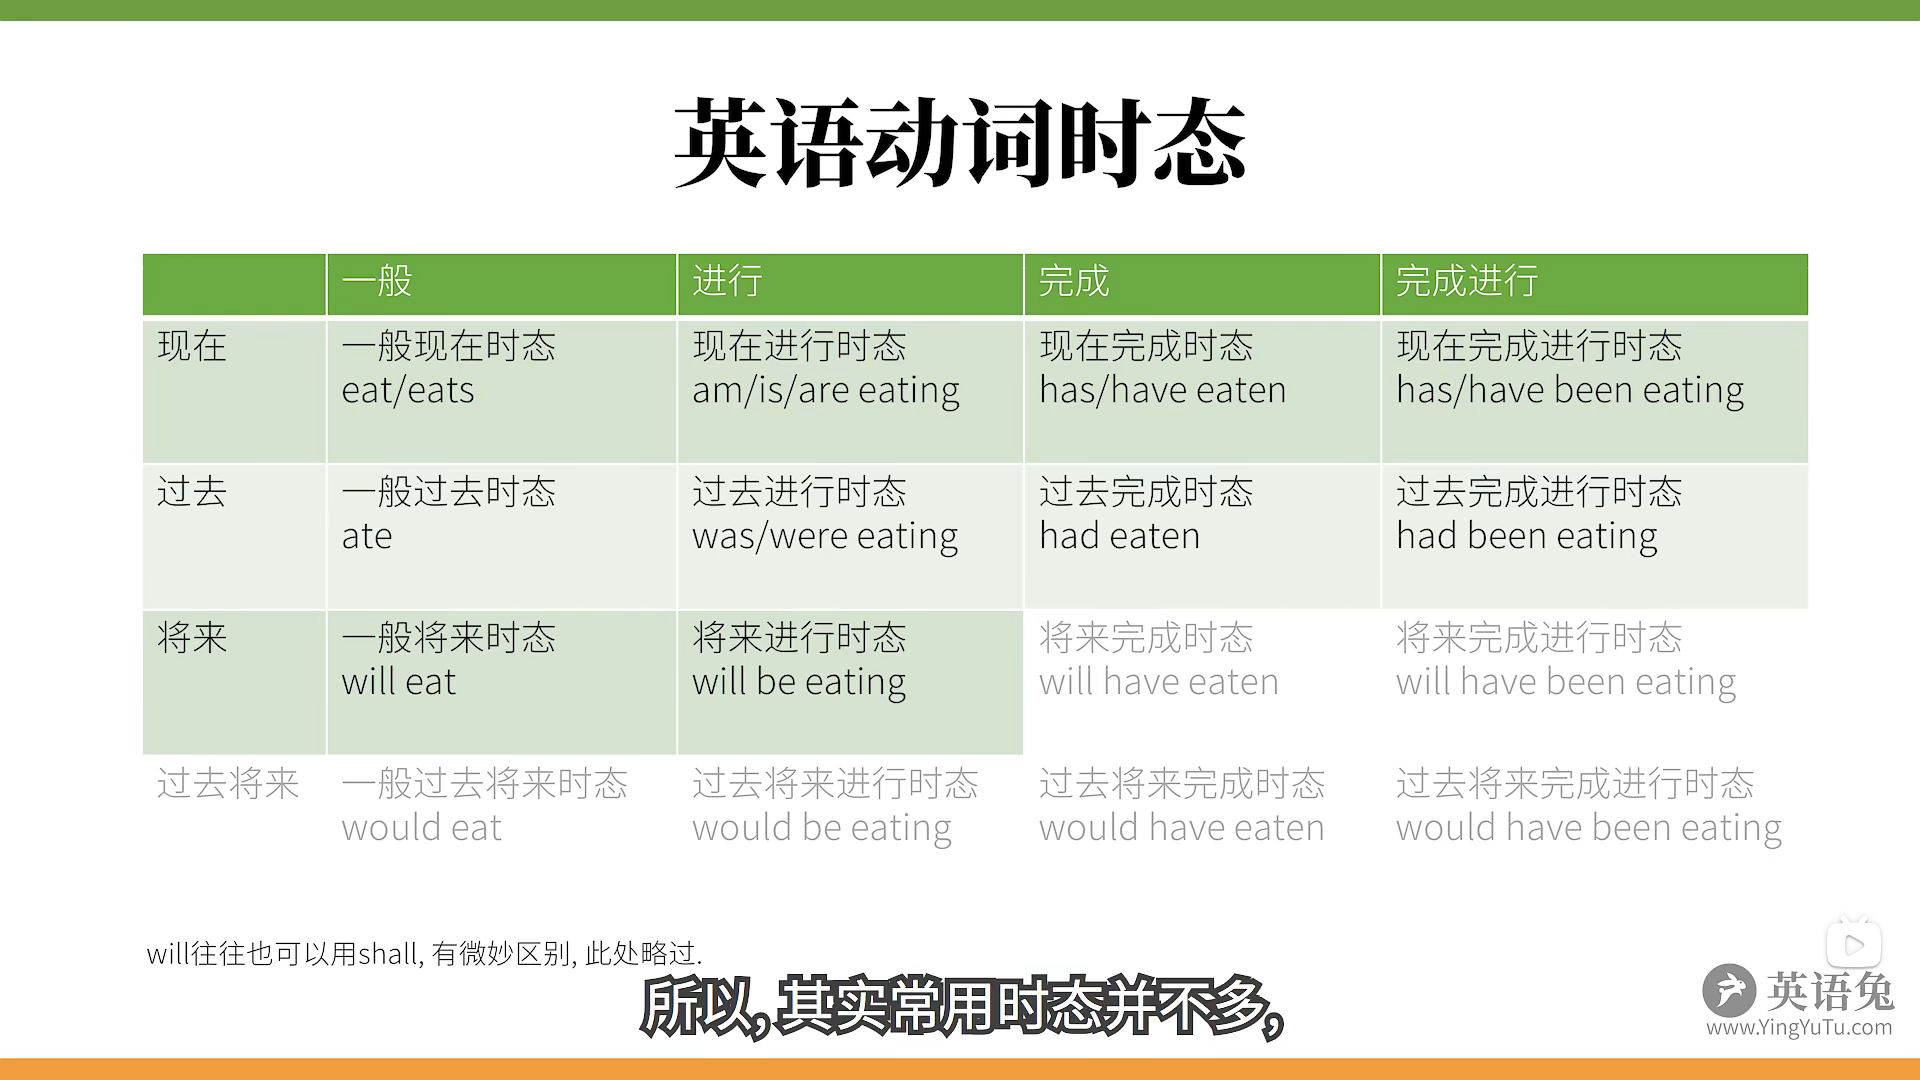 英语动词时态
一般
进行
完成
完成进行
现在
一般现在时态
eat/eats
现在进行时态
am/is/are eating
现在完成时态
has/have eaten
现在完成进行时态
has/have been eating
过去
一般过去时态
ate
过去进行时态
was/were eating
过去完成时态
had eaten
过去完成进行时态
had been eating
将来
一般将来时态
will eat
将来进行时态
will be eating
将来完成时态
will have eaten
将来完成进行时态
will have been eating
过去将来
一般过去将来时态
would eat
过去将来进行时态
would be eating
过去将来完成时态
would have eaten
过去将来完成进行时态
would have been eating
will往往也可以用shall, 有微妙区别, 此处略过.
所以, 其实常用时态并不多,
英语兔
www.YingYuTu.com